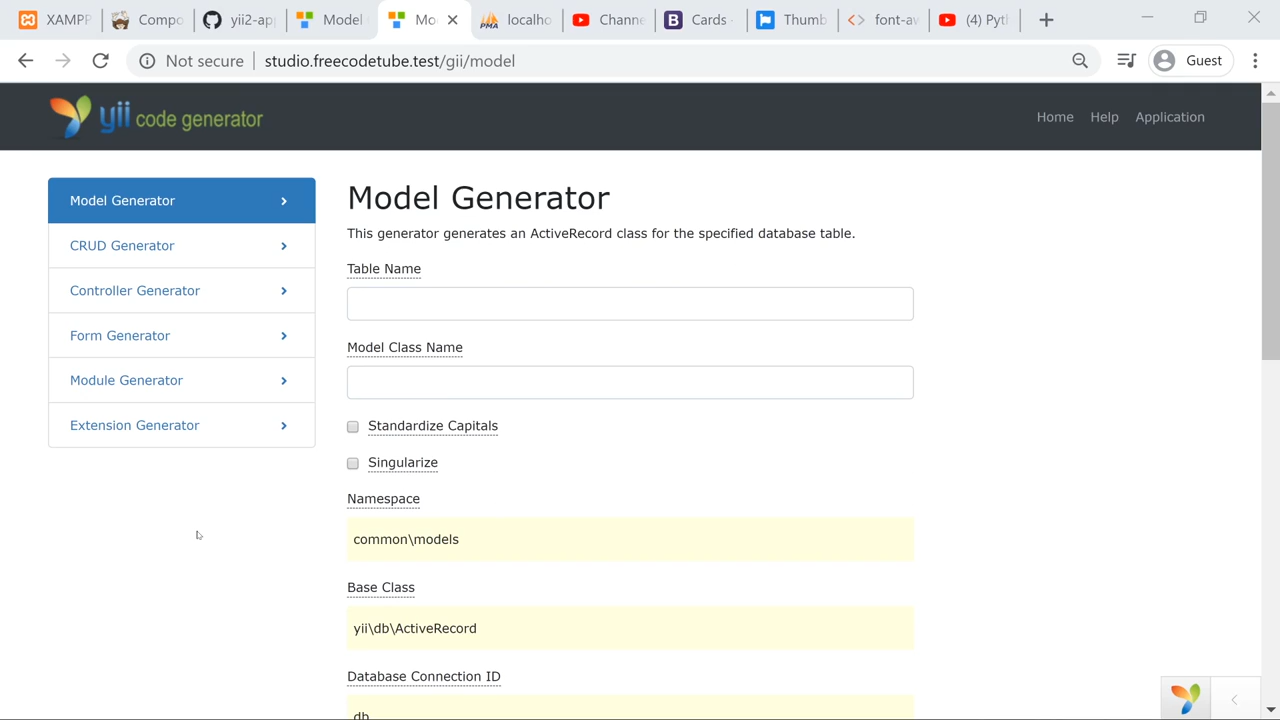 XAMPP
Compo
yii2-ap
Model
Mo
localho
Channe
Cards -
Thumb
font-aw
(4) Pyt
Not secure
studio.freecodetube.test/gii/model
Guest
yii code generator
Home
Help
Application
Model Generator
CRUD Generator
Controller Generator
Form Generator
Module Generator
Extension Generator
Model Generator
This generator generates an ActiveRecord class for the specified database table.
Table Name
Model Class Name
Standardize Capitals
Singularize
Namespace
common\models
Base Class
yii\db\ActiveRecord
Database Connection ID
db